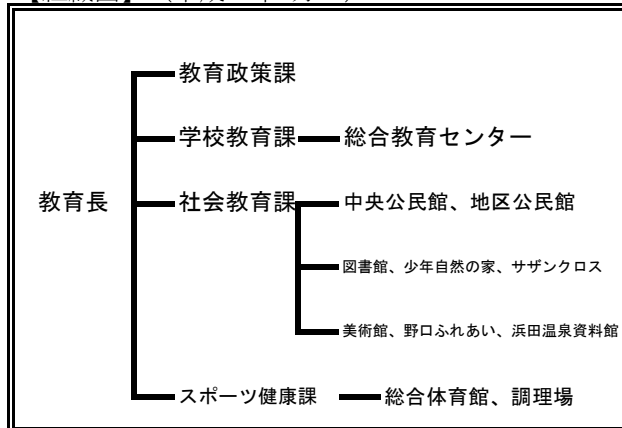 教育政策課
学校教育課 総合教育センター
教育長 社会教育課 中央公民館、地区公民館
図書館、少年自然の家、サザンクロス
美術館、野口ふれあい、浜田温泉資料館
スポーツ健康課 総合体育館、調理場